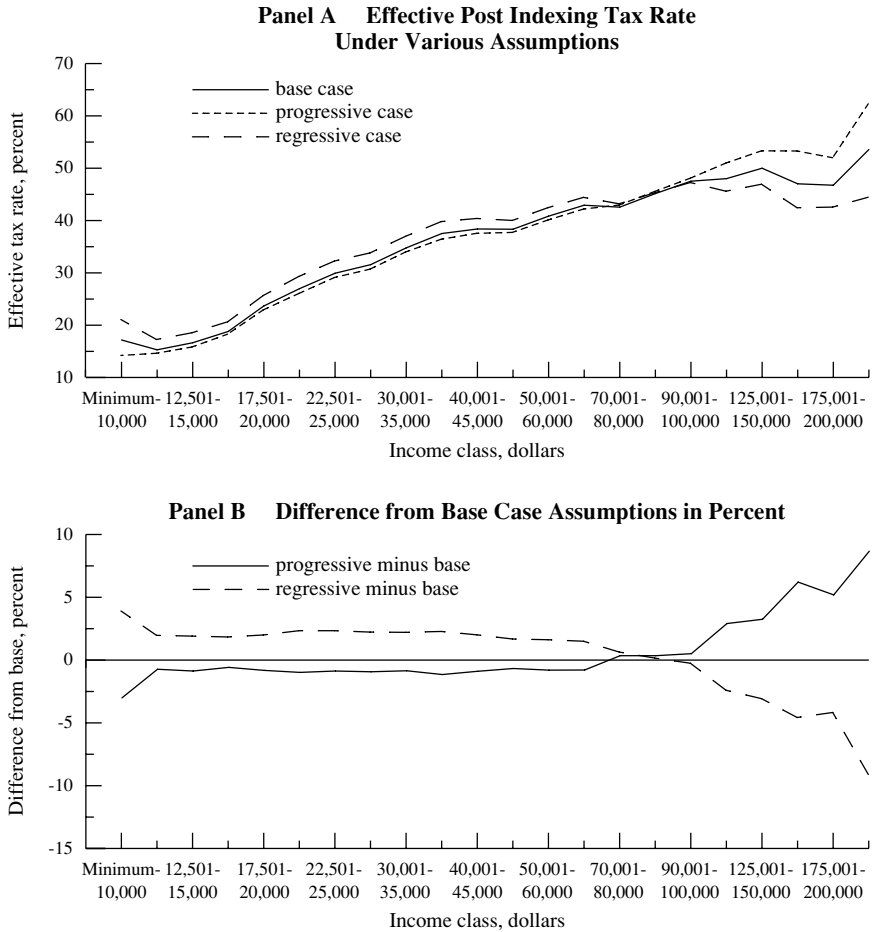 Panel A Effective Post Indexing Tax Rate
Under Various Assumptions
70
60
50
40
30
20
10
Effective tax rate, percent
base case
progressive case
regressive case
Minimum- 12,501- 17,501- 22,501- 30,001- 40,001- 50,001- 70,001- 90,001- 125,001- 175,001-
10,000 15,000 20,000 25,000 35,000 45,000 60,000 80,000 100,000 150,000 200,000
Income class, dollars
Panel B Difference from Base Case Assumptions in Percent
10
5
0
-5
-10
-15
Difference from base, percent
progressive minus base
regressive minus base
Minimum- 12,501- 17,501- 22,501- 30,001- 40,001- 50,001- 70,001- 90,001- 125,001- 175,001-
10,000 15,000 20,000 25,000 35,000 45,000 60,000 80,000 100,000 150,000 200,000
Income class, dollars